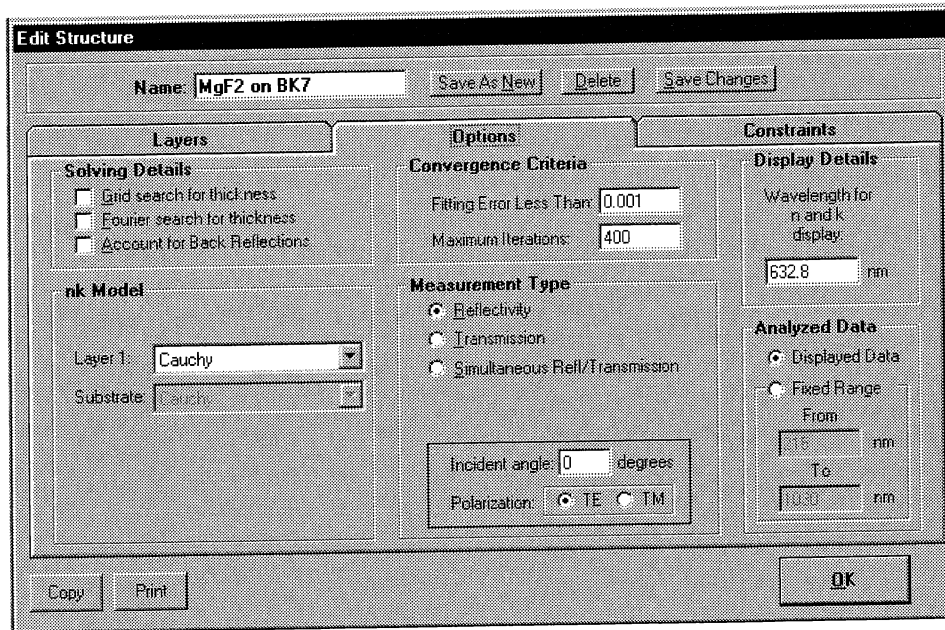 Edit Structure
Name: MgF2 on BK7 Save As New Delete Save Changes
Layers Options Constraints
Solving Details
Grid search for thickness
Fourier search for thickness
Account for Back Reflections
nk Model
Layer 1: Cauchy
Substrate: Cauchy
Convergence Criteria
Fitting Error Less Than: 0.001
Maximum Iterations: 400
Measurement Type
Reflectivity
Transmission
Simultaneous Refl/Transmission
Incident angle: 0 degrees
Polarization: TE TM
Display Details
Wavelength for
n and k
display:
632.8 nm
Analyzed Data
Displayed Data
Fixed Range
From
nm
To
nm
Copy Print OK